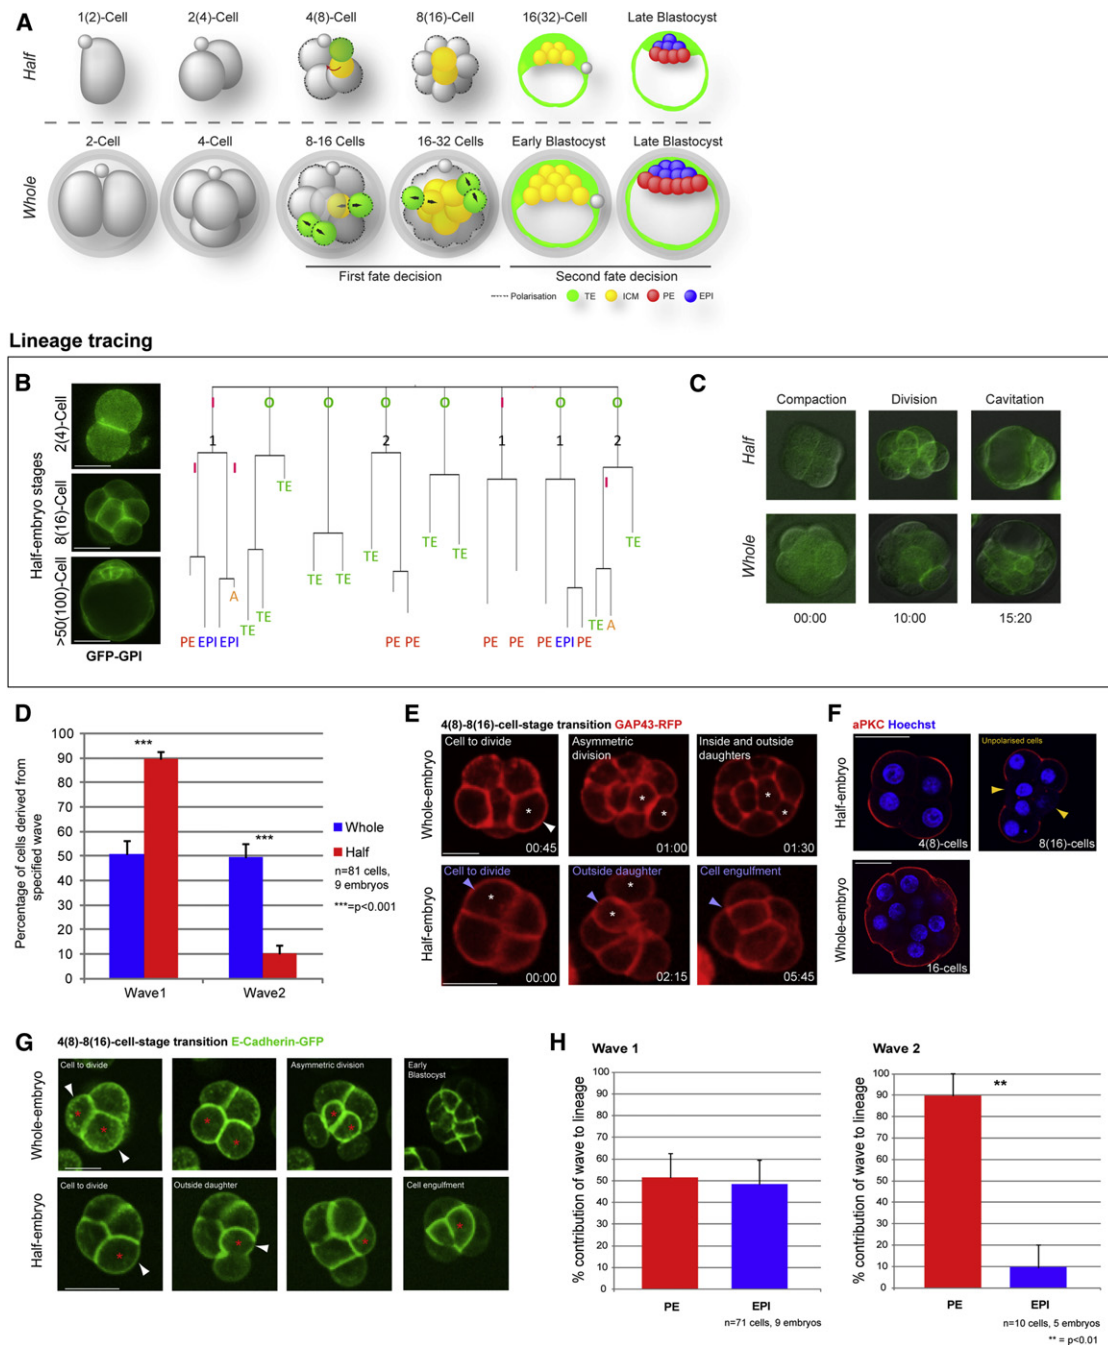 A
1(2)-Cell 2(4)-Cell 4(8)-Cell 8(16)-Cell 16(32)-Cell Late Blastocyst
Half
2-Cell 4-Cell 8-16 Cells 16-32 Cells Early Blastocyst Late Blastocyst
Whole
First fate decision Second fate decision
Polarisation TE ICM PE EPI
Lineage tracing
B
Half-embryo stages
2(4)-Cell
8(16)-Cell
>50(100)-Cell
GFP-GPI
I O O O O I O O
1 2 1 1 2
I I I
TE
TE TE TE TE TE TE
A
TE TE TE A
PE EPI EPI PE PE PE PE PE EPI PE
C
Compaction Division Cavitation
Half
Whole
00:00 10:00 15:20
D
Percentage of cells derived from
specified wave
100
90
80
70
60
50
40
30
20
10
0
***
***
Wave1 Wave2
Whole
Half
n=81 cells,
9 embryos
***=p<0.001
E
4(8)-8(16)-cell-stage transition GAP43-RFP
Whole-embryo
Cell to divide
*
00:45
Asymmetric
division
* *
01:00
Inside and outside
daughters
* *
01:30
Half-embryo
Cell to divide
*
00:00
Outside daughter
* *
02:15
Cell engulfment
05:45
F
aPKC Hoechst
Half-embryo
4(8)-cells
Unpolarised cells
8(16)-cells
Whole-embryo
16-cells
G
4(8)-8(16)-cell-stage transition E-Cadherin-GFP
Whole-embryo
Cell to divide
* *
* *
Asymmetric division
* *
Early
Blastocyst
Half-embryo
Cell to divide
*
Outside daughter
*
*
Cell engulfment
*
H
Wave 1
% contribution of wave to lineage
100
90
80
70
60
50
40
30
20
10
0
PE EPI
n=71 cells, 9 embryos
Wave 2
% contribution of wave to lineage
100
90
80
70
60
50
40
30
20
10
0
**
PE EPI
n=10 cells, 5 embryos
** = p<0.01